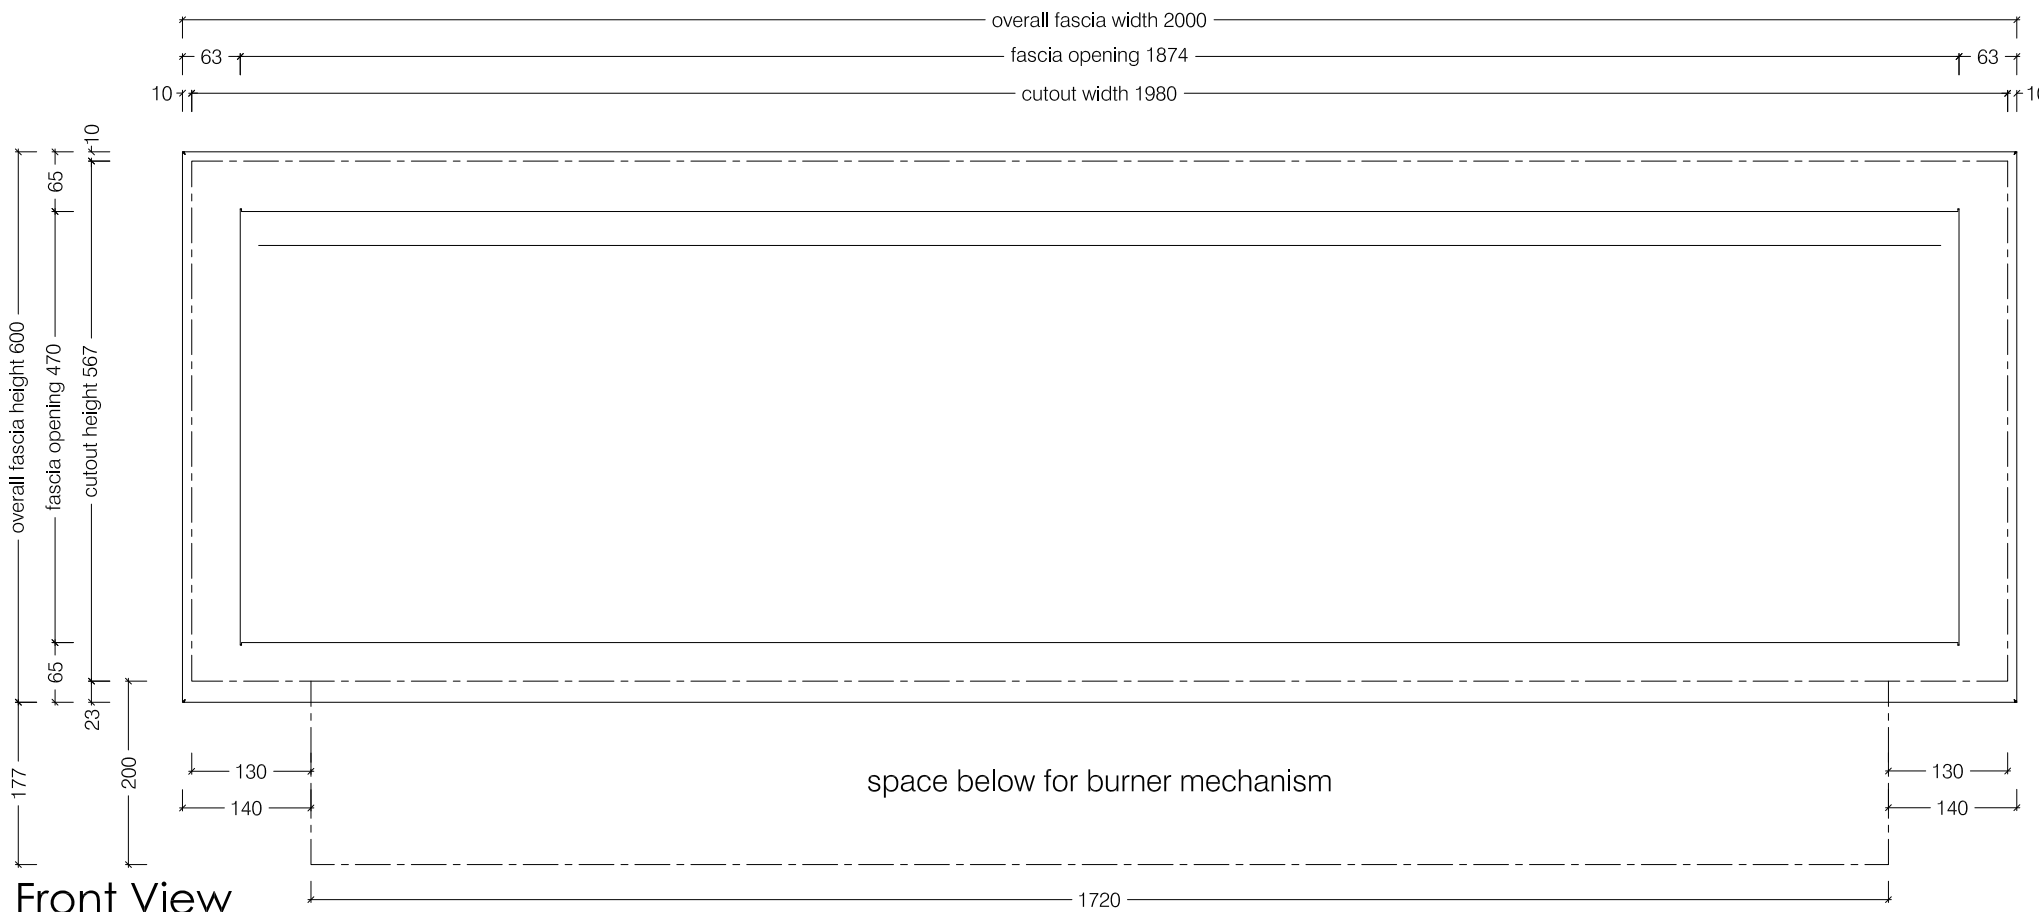 overall fascia width 2000
63
fascia opening 1874
63
10
cutout width 1980
10
10
65
overall fascia height 600
fascia opening 470
cutout height 567
65
23
177
200
130
140
space below for burner mechanism
130
140
1720
Front View